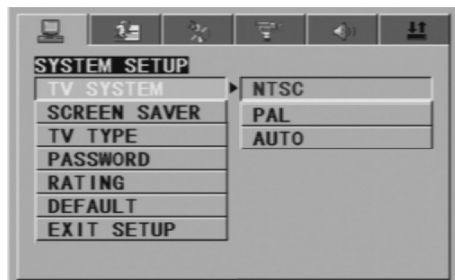 SYSTEM SETUP
TV SYSTEM
SCREEN SAVER
TV TYPE
PASSWORD
RATING
DEFAULT
EXIT SETUP
NTSC
PAL
AUTO